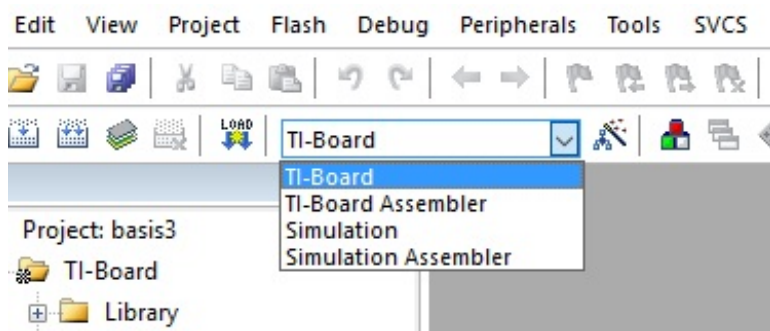 Edit View Project Flash Debug Peripherals Tools SVCS
LOAD
TI-Board
TI-Board
TI-Board Assembler
Simulation
Simulation Assembler
Project: basis3
TI-Board
Library